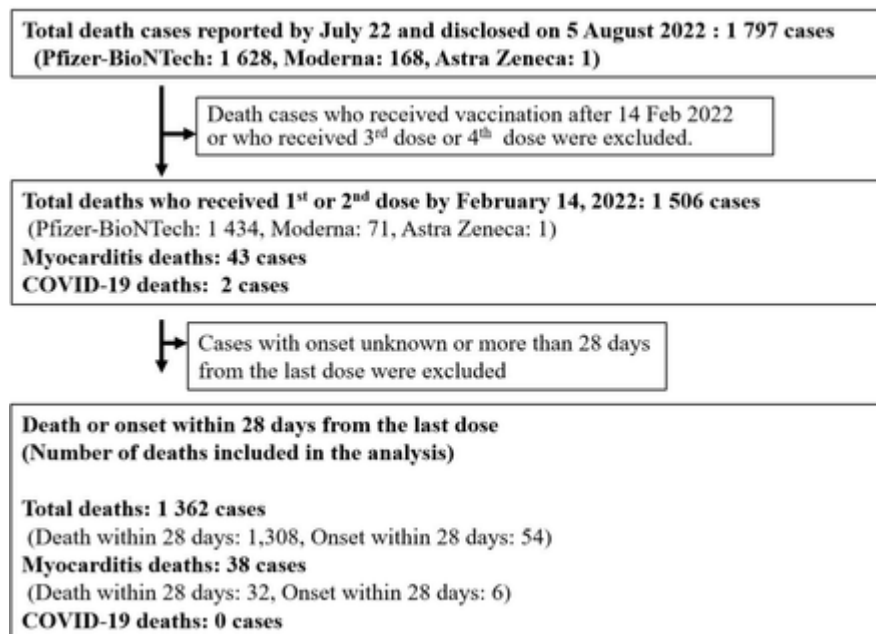 Total death cases reported by July 22 and disclosed on 5 August 2022 : 1 797 cases
(Pfizer-BioNTech: 1 628, Moderna: 168, Astra Zeneca: 1)
Death cases who received vaccination after 14 Feb 2022
or who received 3rd dose or 4th dose were excluded.
Total deaths who received 1st or 2nd dose by February 14, 2022: 1 506 cases
(Pfizer-BioNTech: 1 434, Moderna: 71, Astra Zeneca: 1)
Myocarditis deaths: 43 cases
COVID-19 deaths: 2 cases
Cases with onset unknown or more than 28 days
from the last dose were excluded
Death or onset within 28 days from the last dose
(Number of deaths included in the analysis)
Total deaths: 1 362 cases
(Death within 28 days: 1,308, Onset within 28 days: 54)
Myocarditis deaths: 38 cases
(Death within 28 days: 32, Onset within 28 days: 6)
COVID-19 deaths: 0 cases